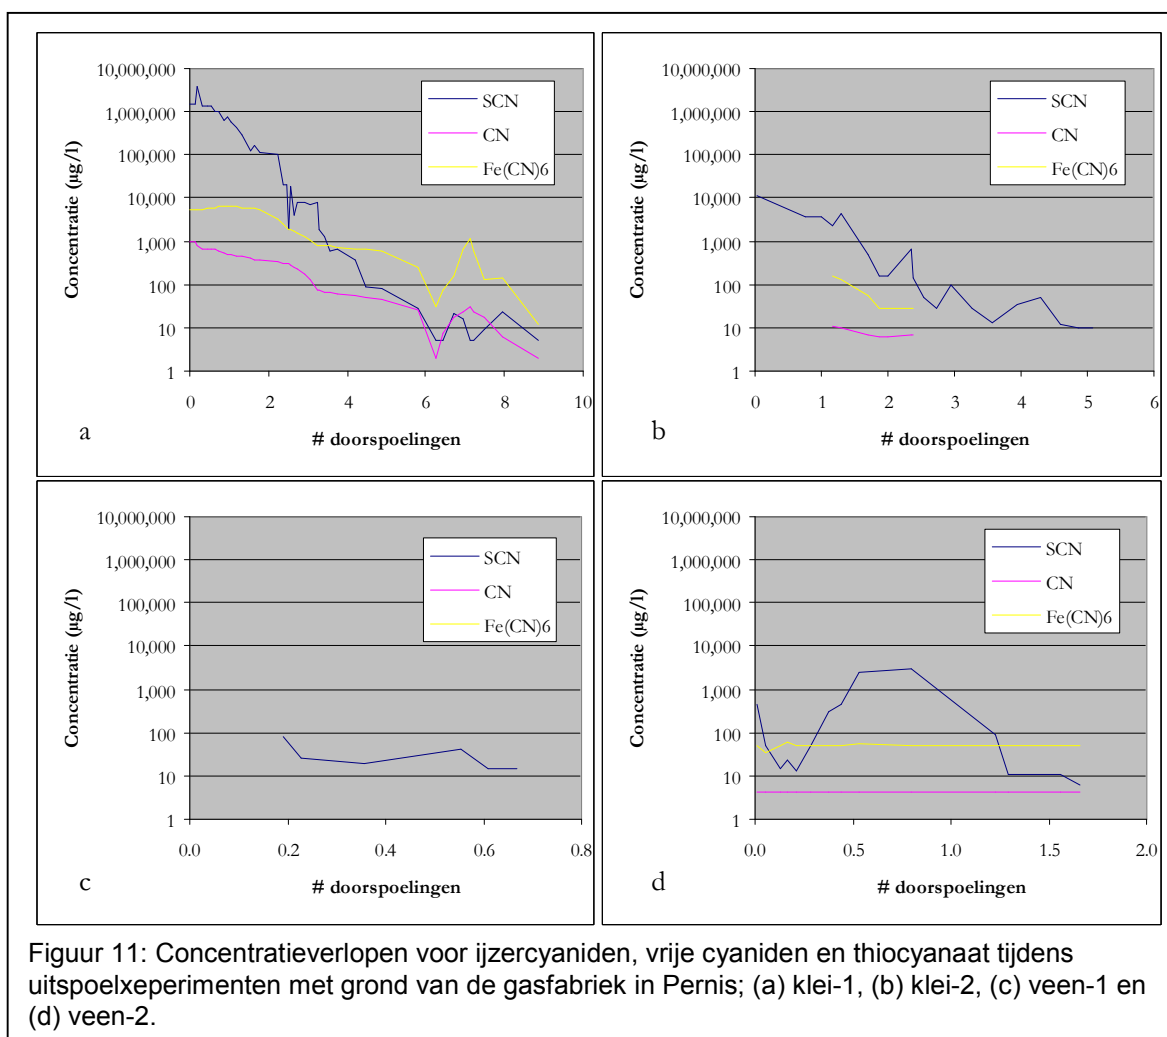 10,000,000
1,000,000
100,000
10,000
1,000
100
10
1
Concentratie (µg/l)
0 2 4 6 8 10
# doorspoelingen
SCN
CN
Fe(CN)6
a
10,000,000
1,000,000
100,000
10,000
1,000
100
10
1
Concentratie (µg/l)
0 1 2 3 4 5 6
# doorspoelingen
SCN
CN
Fe(CN)6
b
10,000,000
1,000,000
100,000
10,000
1,000
100
10
1
Concentratie (µg/l)
0.0 0.2 0.4 0.6 0.8
# doorspoelingen
SCN
CN
Fe(CN)6
c
10,000,000
1,000,000
100,000
10,000
1,000
100
10
1
Concentratie (µg/l)
0.0 0.5 1.0 1.5 2.0
# doorspoelingen
SCN
CN
Fe(CN)6
d
Figuur 11: Concentratieverlopen voor ijzercyaniden, vrije cyaniden en thiocyanaat tijdens
uitspoelxeperimenten met grond van de gasfabriek in Pernis; (a) klei-1, (b) klei-2, (c) veen-1 en
(d) veen-2.